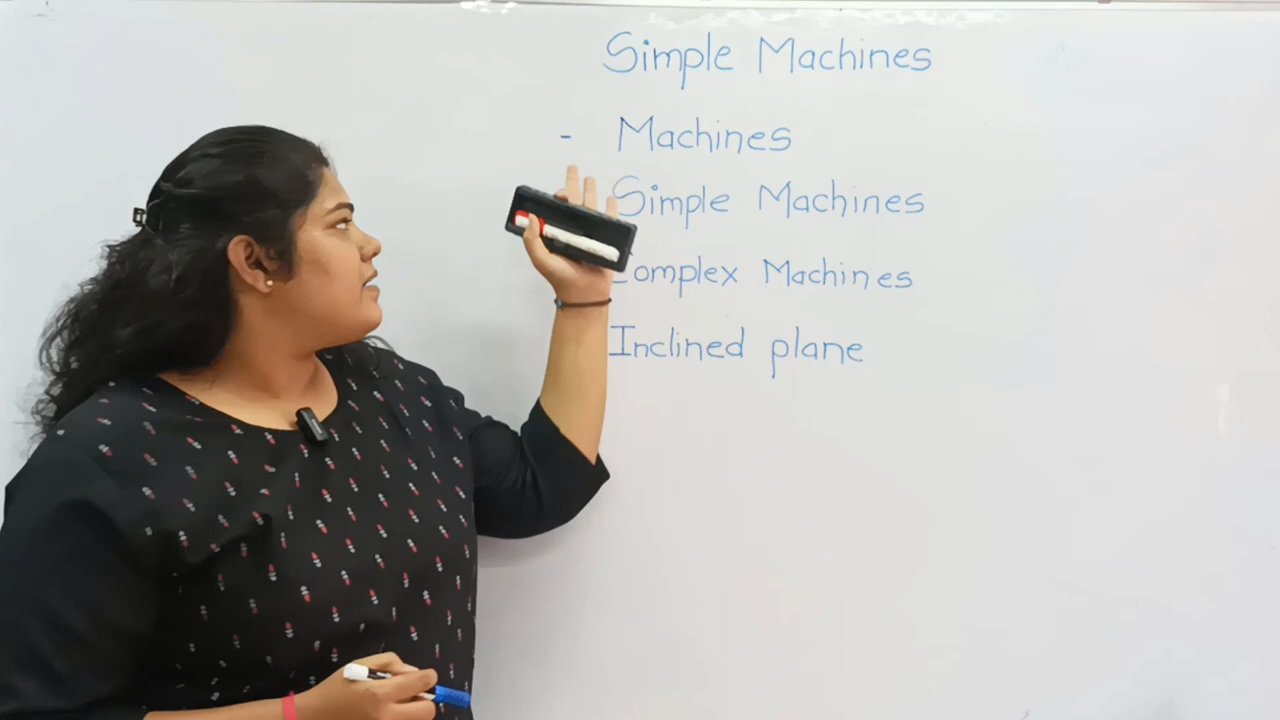 Simple Machines
- Machines
Simple Machines
Complex Machines
Inclined plane